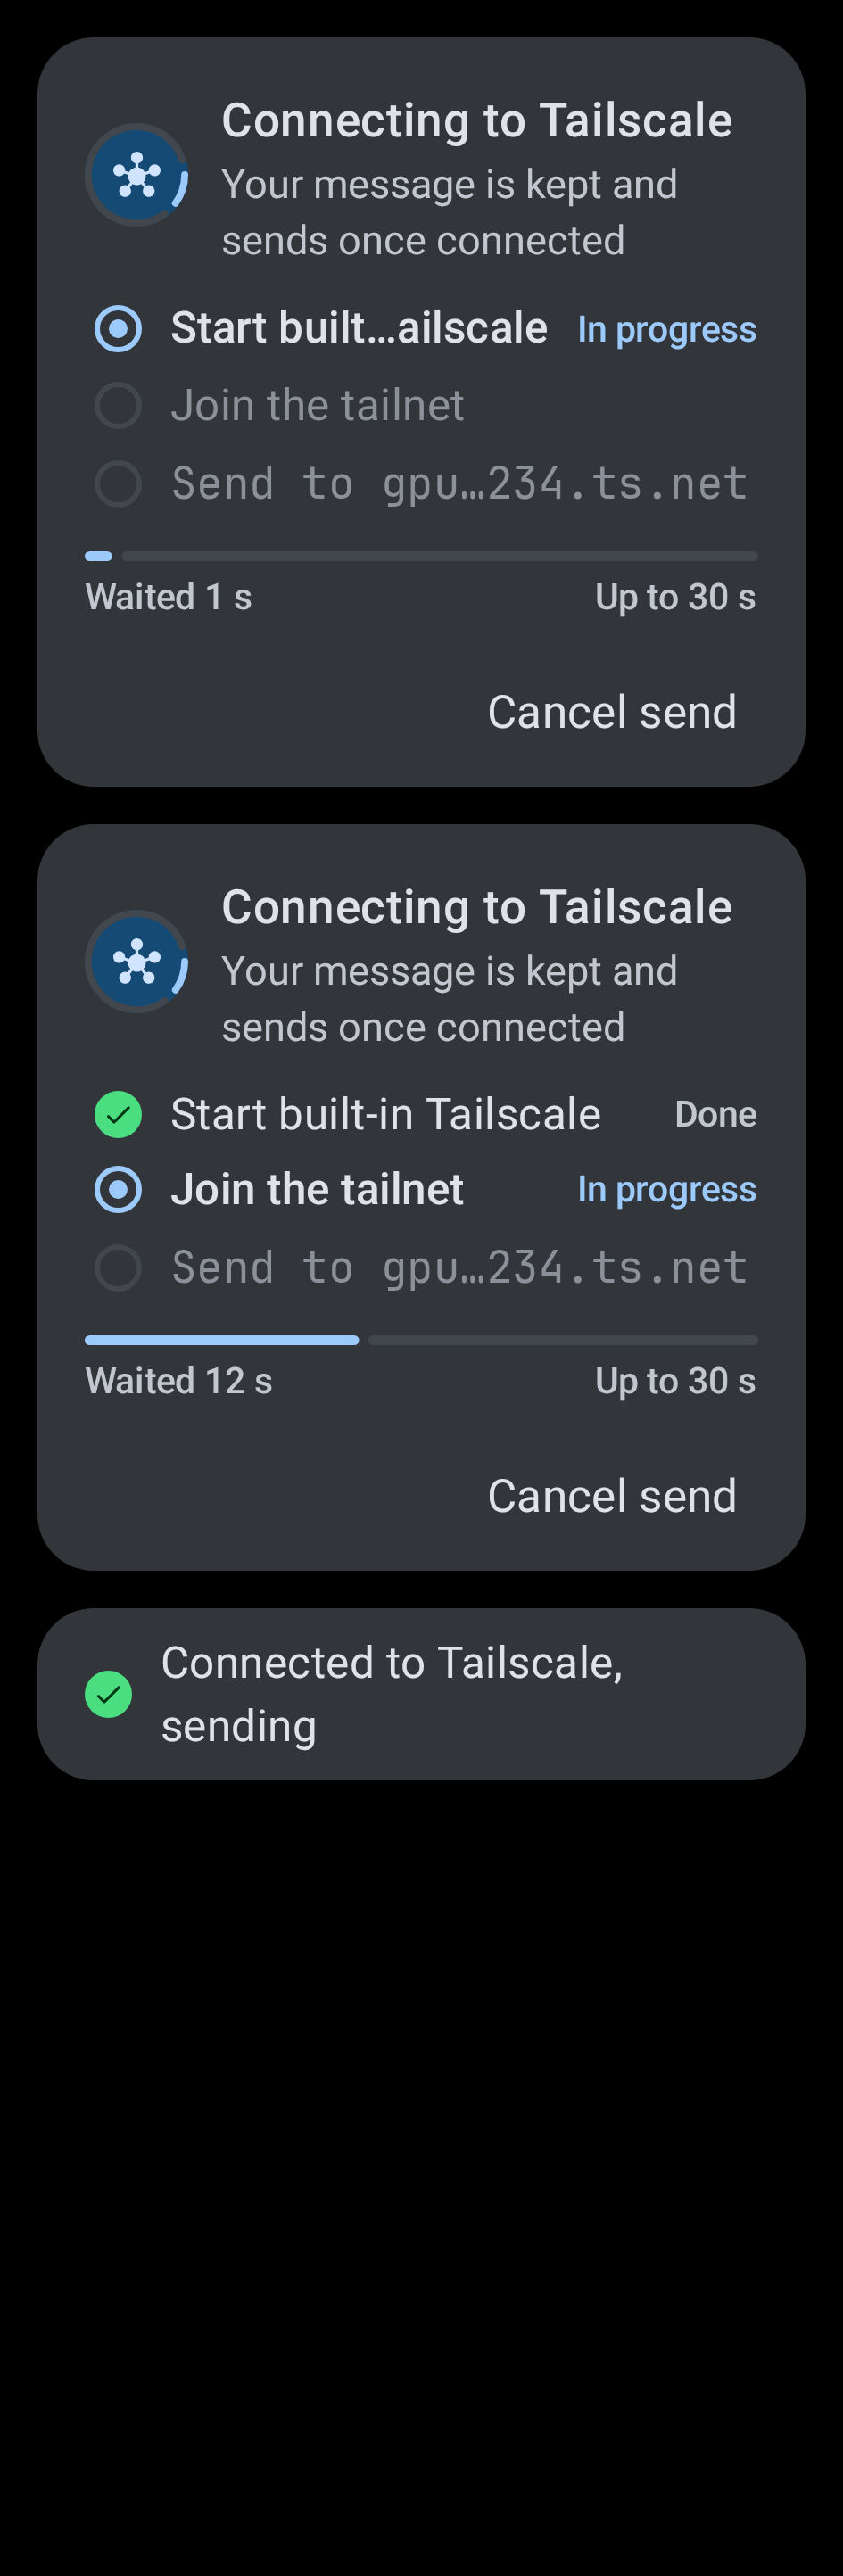 Connecting to Tailscale
Your message is kept and
sends once connected
Start built…ailscale In progress
Join the tailnet
Send to gpu…234.ts.net
Waited 1 s Up to 30 s
Cancel send
Connecting to Tailscale
Your message is kept and
sends once connected
Start built-in Tailscale Done
Join the tailnet In progress
Send to gpu…234.ts.net
Waited 12 s Up to 30 s
Cancel send
Connected to Tailscale,
sending